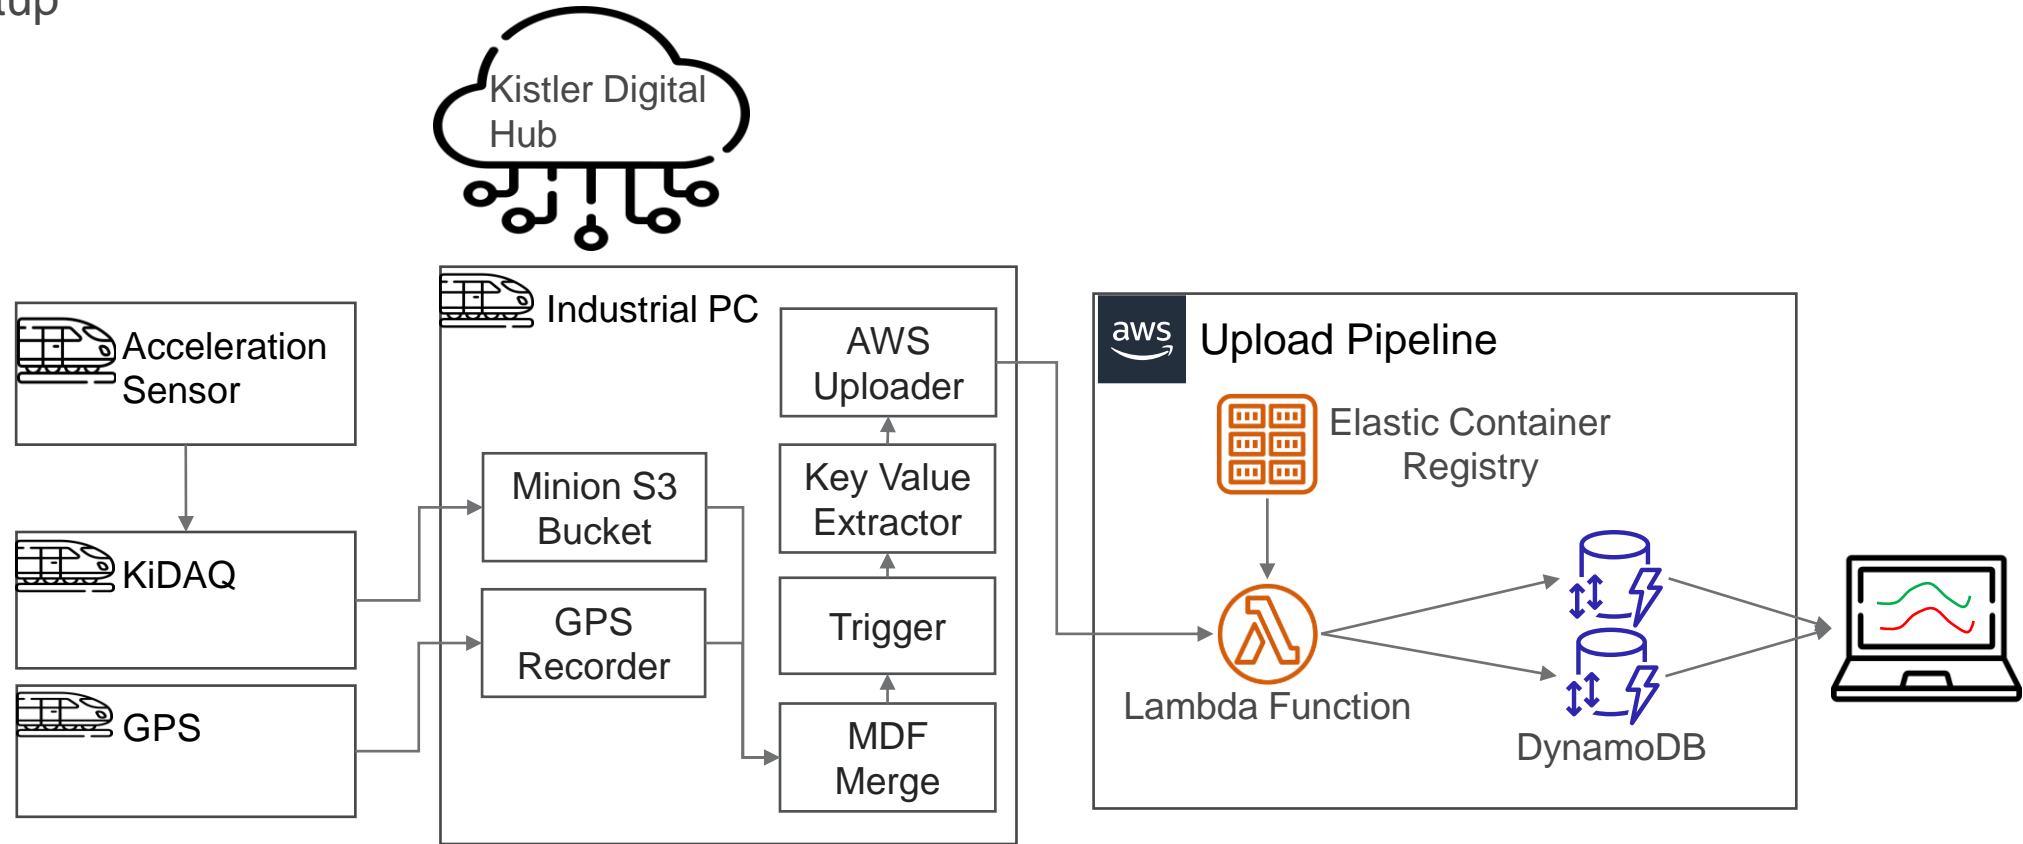 Kistler Digital
Hub
Industrial PC
Acceleration
Sensor
KiDAQ
GPS
Minion S3
Bucket
GPS
Recorder
AWS
Uploader
Key Value
Extractor
Trigger
MDF
Merge
aws
Upload Pipeline
Elastic Container
Registry
Lambda Function
DynamoDB